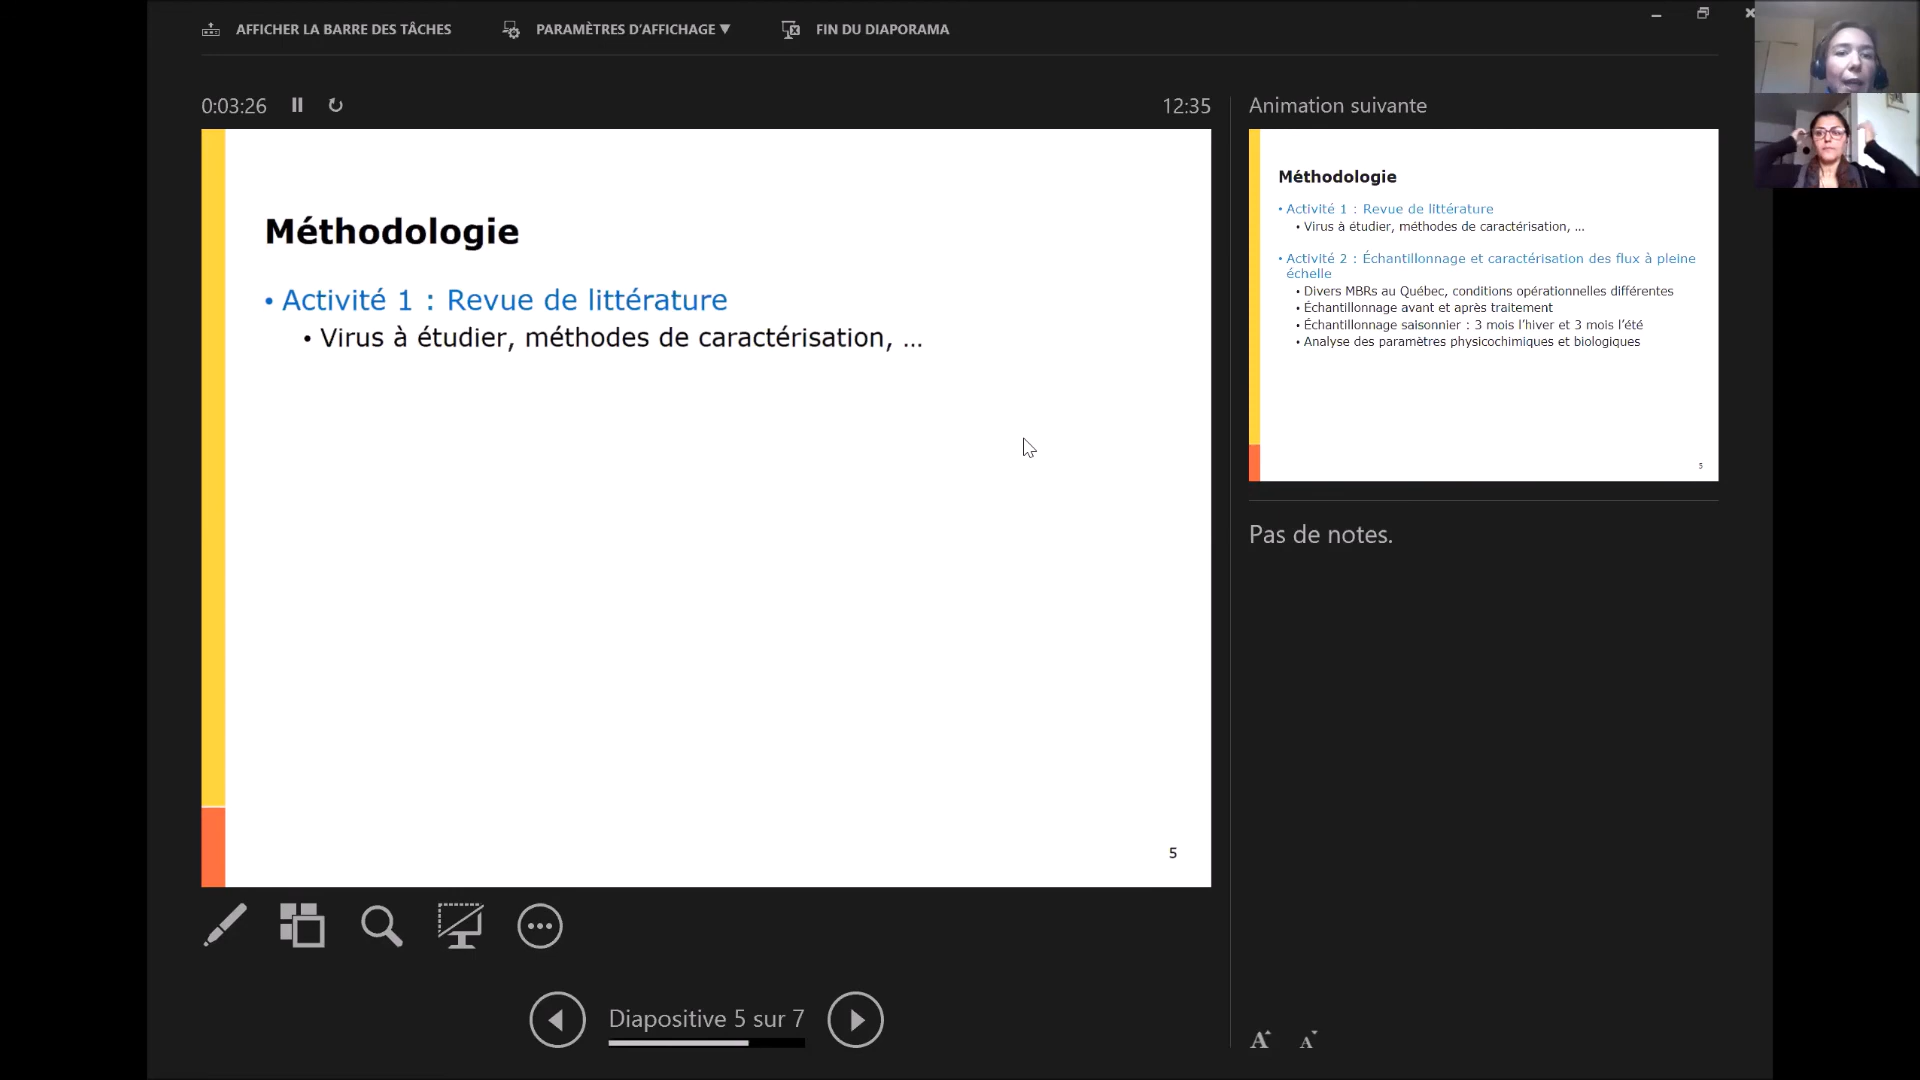 AFFICHER LA BARRE DES TÂCHES PARAMÈTRES D'AFFICHAGE ▼ FIN DU DIAPORAMA
0:03:26 12:35
Méthodologie
• Activité 1 : Revue de littérature
• Virus à étudier, méthodes de caractérisation, ...
5
Diapositive 5 sur 7
Animation suivante
Méthodologie
• Activité 1 : Revue de littérature
• Virus à étudier, méthodes de caractérisation, ...
• Activité 2 : Échantillonnage et caractérisation des flux à pleine
échelle
• Divers MBRs au Québec, conditions opérationnelles différentes
• Échantillonnage avant et après traitement
• Échantillonnage saisonnier : 3 mois l'hiver et 3 mois l'été
• Analyse des paramètres physicochimiques et biologiques
5
Pas de notes.
A A